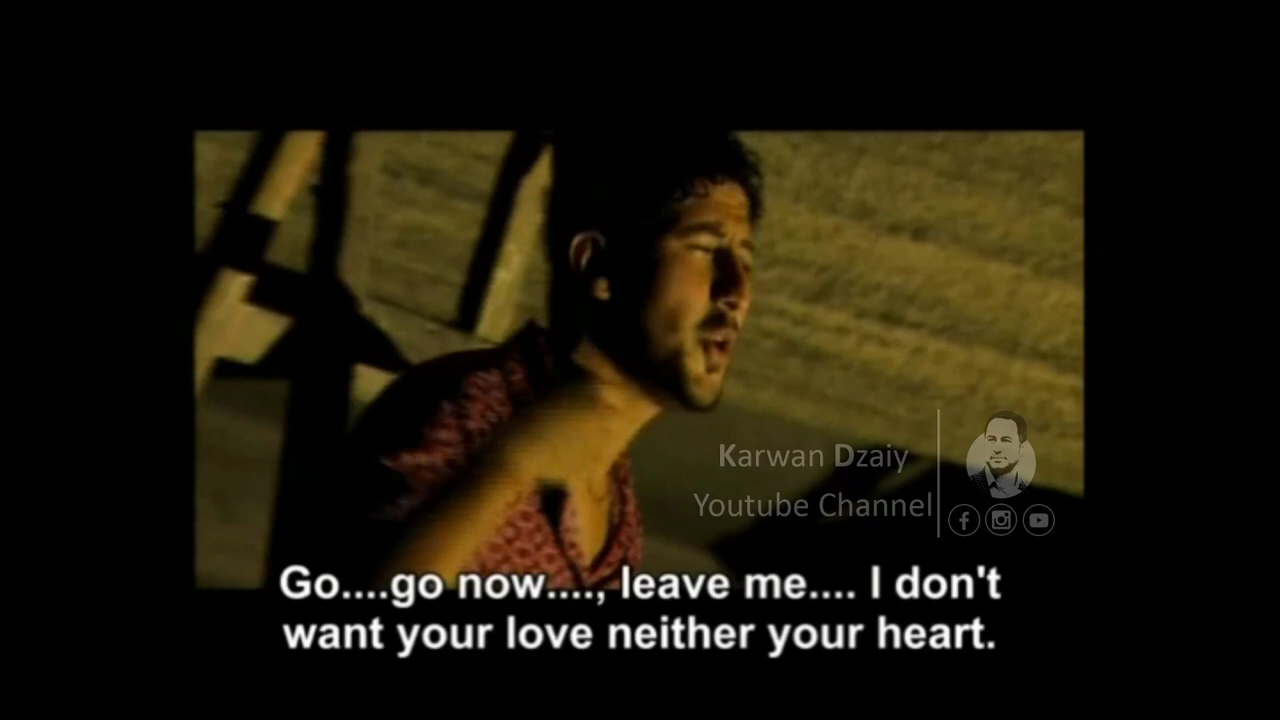 Karwan Dzaiy
Youtube Channel
Go....go now...., leave me.... I don't
want your love neither your heart.